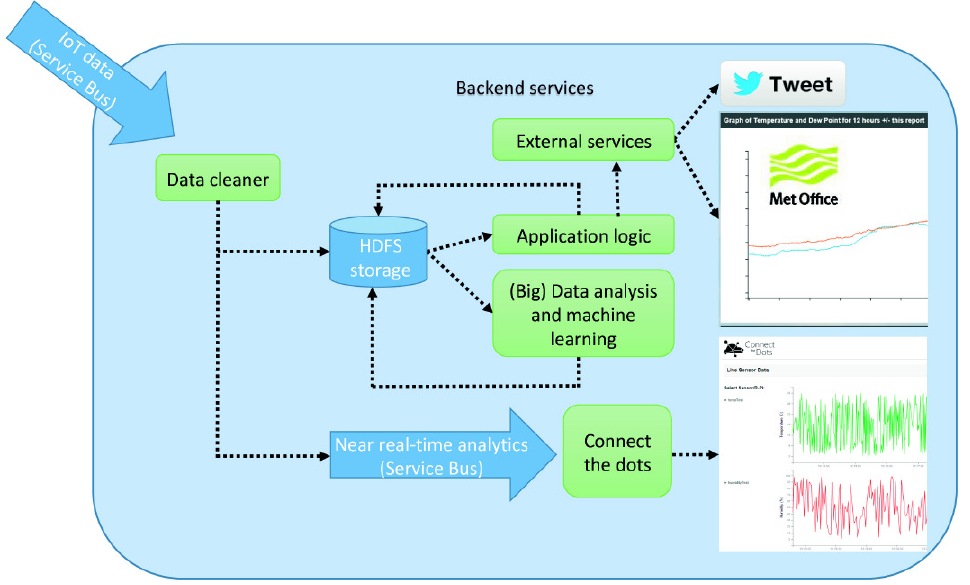 IoT data
(Service Bus)
Backend services
Tweet
Graph of Temperature and Dew Point for 12 hours +/- this report
External services
Data cleaner
Met Office
HDFS
storage
Application logic
(Big) Data analysis
and machine
learning
Connect
The Dots
Live Sensor Data
Near real-time analytics
(Service Bus)
Connect
the dots